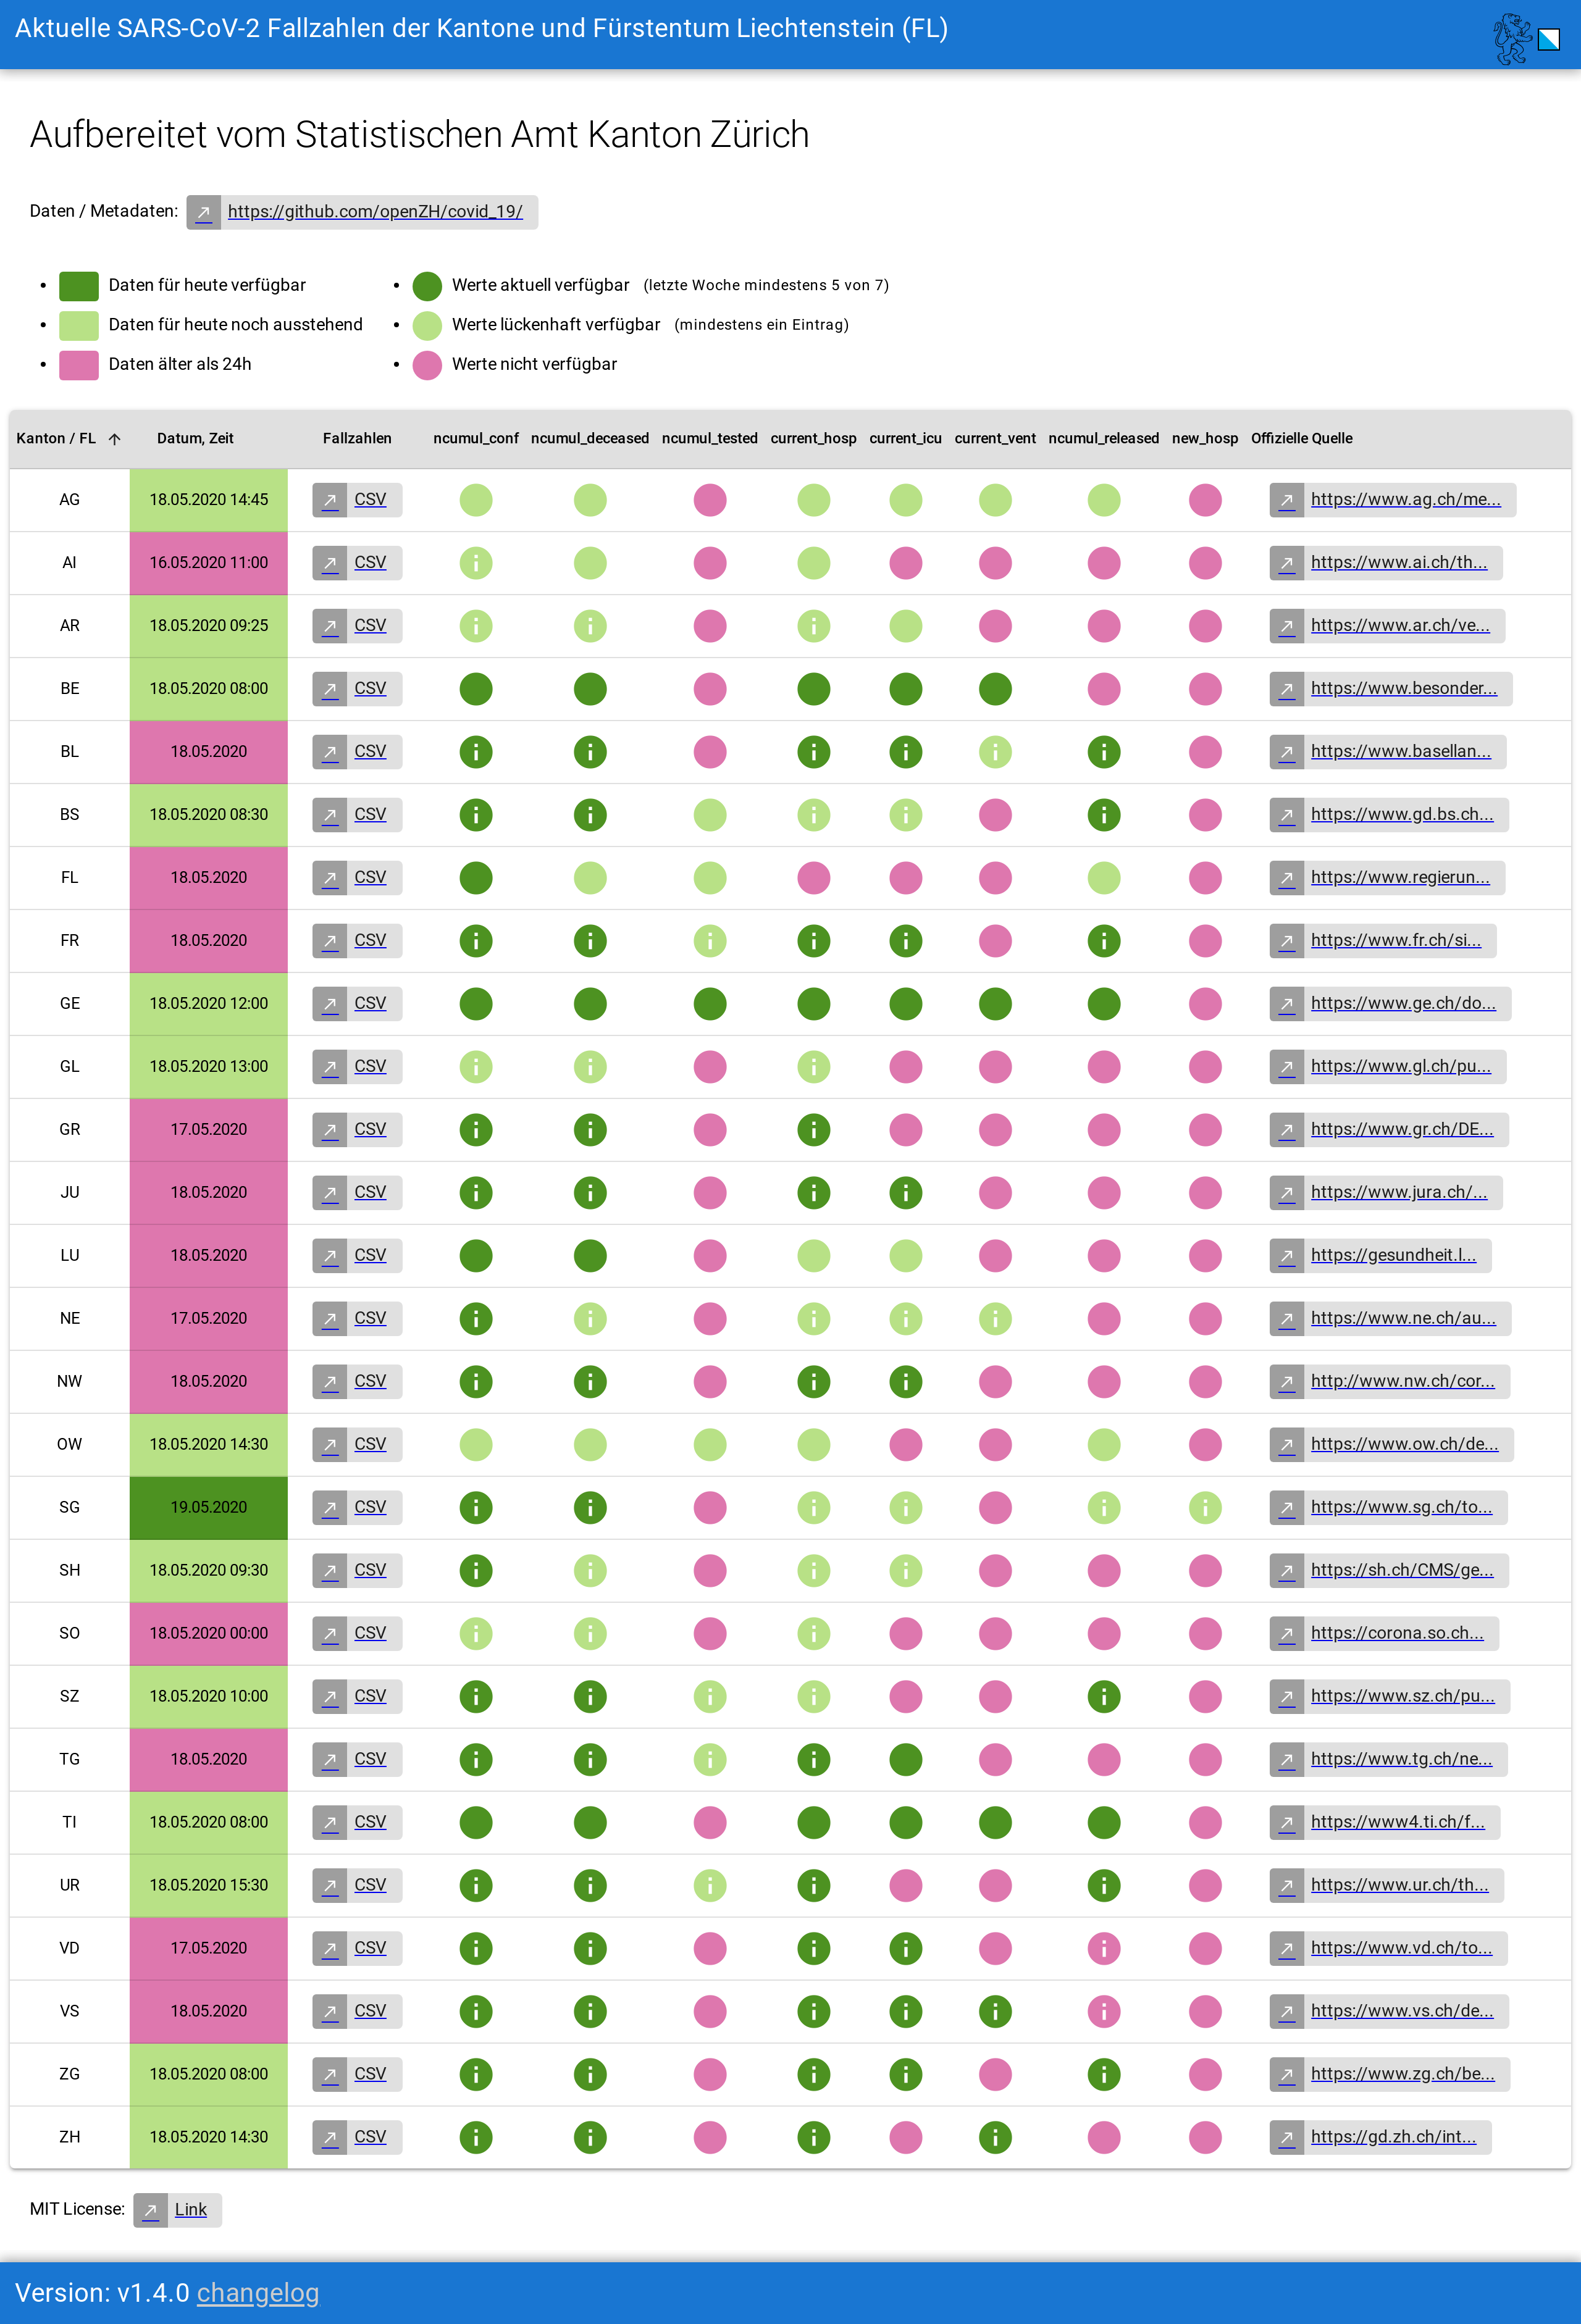 Aktuelle SARS-CoV-2 Fallzahlen der Kantone und Fürstentum Liechtenstein (FL)
Aufbereitet vom Statistischen Amt Kanton Zürich
Daten / Metadaten: https://github.com/openZH/covid_19/
Daten für heute verfügbar
Daten für heute noch ausstehend
Daten älter als 24h
Werte aktuell verfügbar (letzte Woche mindestens 5 von 7)
Werte lückenhaft verfügbar (mindestens ein Eintrag)
Werte nicht verfügbar
Kanton / FL Datum, Zeit Fallzahlen ncumul_conf ncumul_deceased ncumul_tested current_hosp current_icu current_vent ncumul_released new_hosp Offizielle Quelle
AG 18.05.2020 14:45 CSV https://www.ag.ch/me...
AI 16.05.2020 11:00 CSV https://www.ai.ch/th...
AR 18.05.2020 09:25 CSV https://www.ar.ch/ve...
BE 18.05.2020 08:00 CSV https://www.besonder...
BL 18.05.2020 CSV https://www.basellan...
BS 18.05.2020 08:30 CSV https://www.gd.bs.ch...
FL 18.05.2020 CSV https://www.regierun...
FR 18.05.2020 CSV https://www.fr.ch/si...
GE 18.05.2020 12:00 CSV https://www.ge.ch/do...
GL 18.05.2020 13:00 CSV https://www.gl.ch/pu...
GR 17.05.2020 CSV https://www.gr.ch/DE...
JU 18.05.2020 CSV https://www.jura.ch/...
LU 18.05.2020 CSV https://gesundheit.l...
NE 17.05.2020 CSV https://www.ne.ch/au...
NW 18.05.2020 CSV http://www.nw.ch/cor...
OW 18.05.2020 14:30 CSV https://www.ow.ch/de...
SG 19.05.2020 CSV https://www.sg.ch/to...
SH 18.05.2020 09:30 CSV https://sh.ch/CMS/ge...
SO 18.05.2020 00:00 CSV https://corona.so.ch...
SZ 18.05.2020 10:00 CSV https://www.sz.ch/pu...
TG 18.05.2020 CSV https://www.tg.ch/ne...
TI 18.05.2020 08:00 CSV https://www4.ti.ch/f...
UR 18.05.2020 15:30 CSV https://www.ur.ch/th...
VD 17.05.2020 CSV https://www.vd.ch/to...
VS 18.05.2020 CSV https://www.vs.ch/de...
ZG 18.05.2020 08:00 CSV https://www.zg.ch/be...
ZH 18.05.2020 14:30 CSV https://gd.zh.ch/int...
MIT License: Link
Version: v1.4.0 changelog